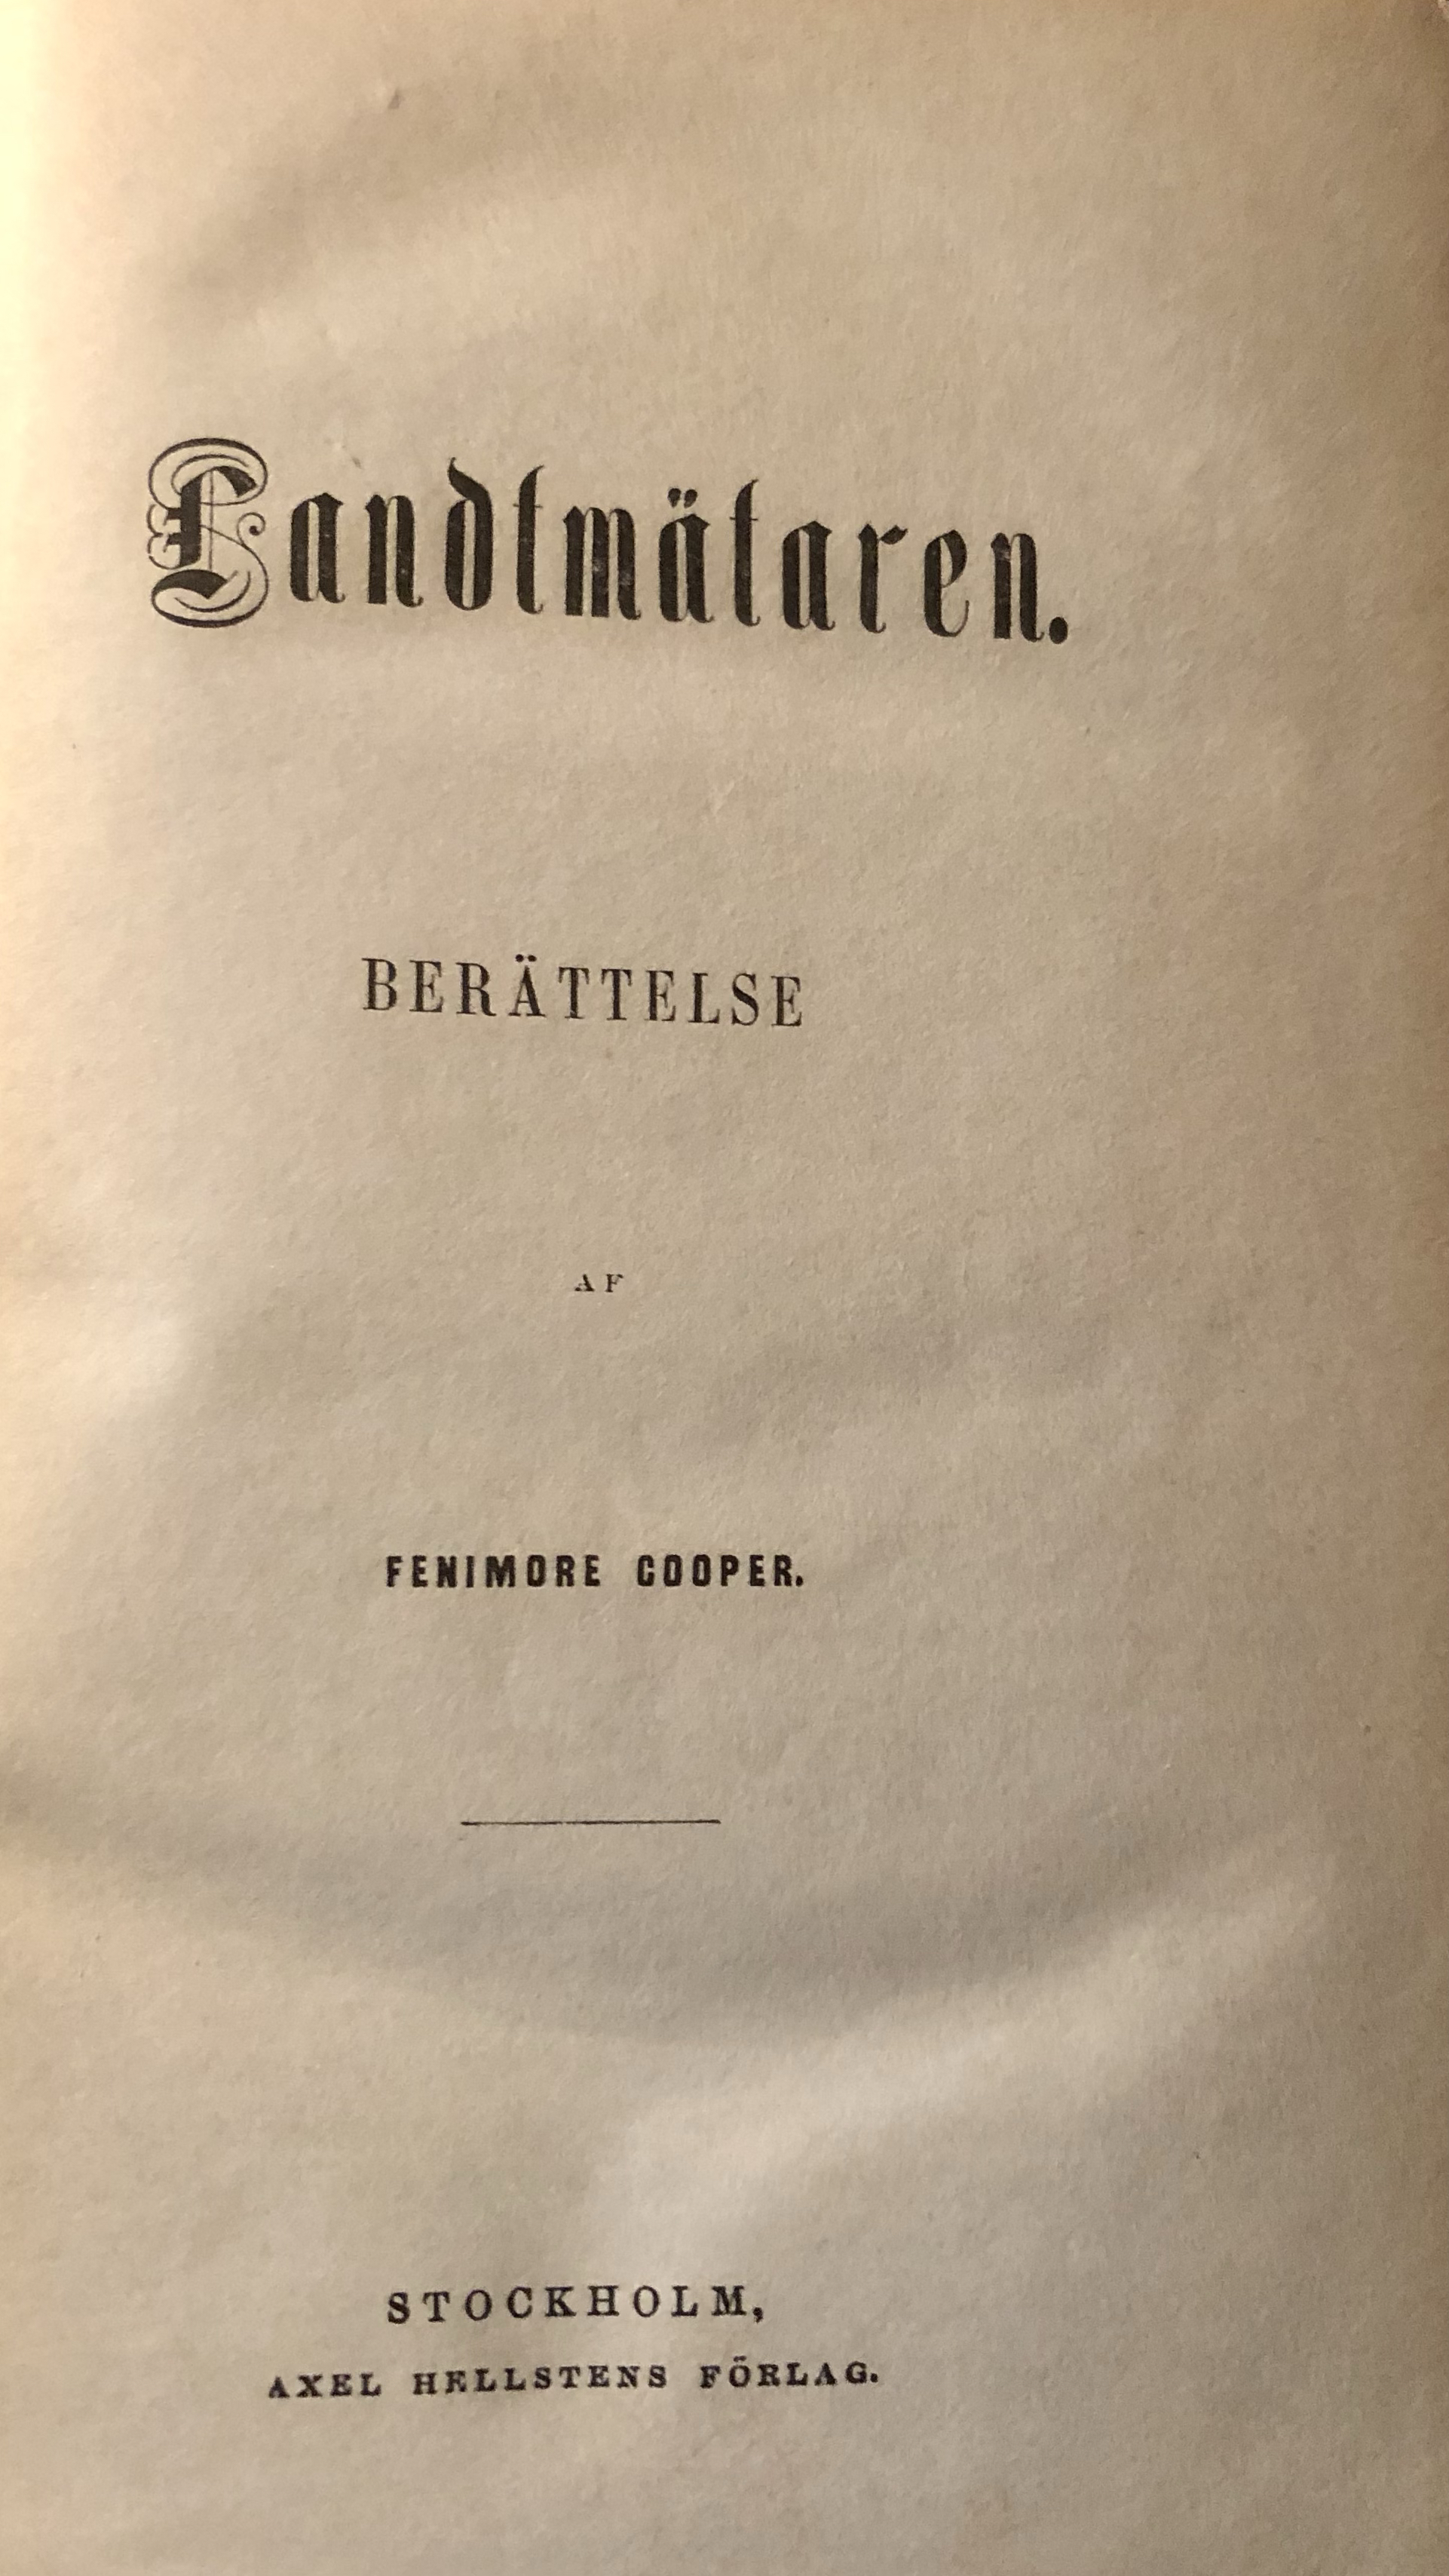 Landtmätaren.
BERÄTTELSE
AF
FENIMORE COOPER.
STOCKHOLM,
AXEL HELLSTENS FÖRLAG.